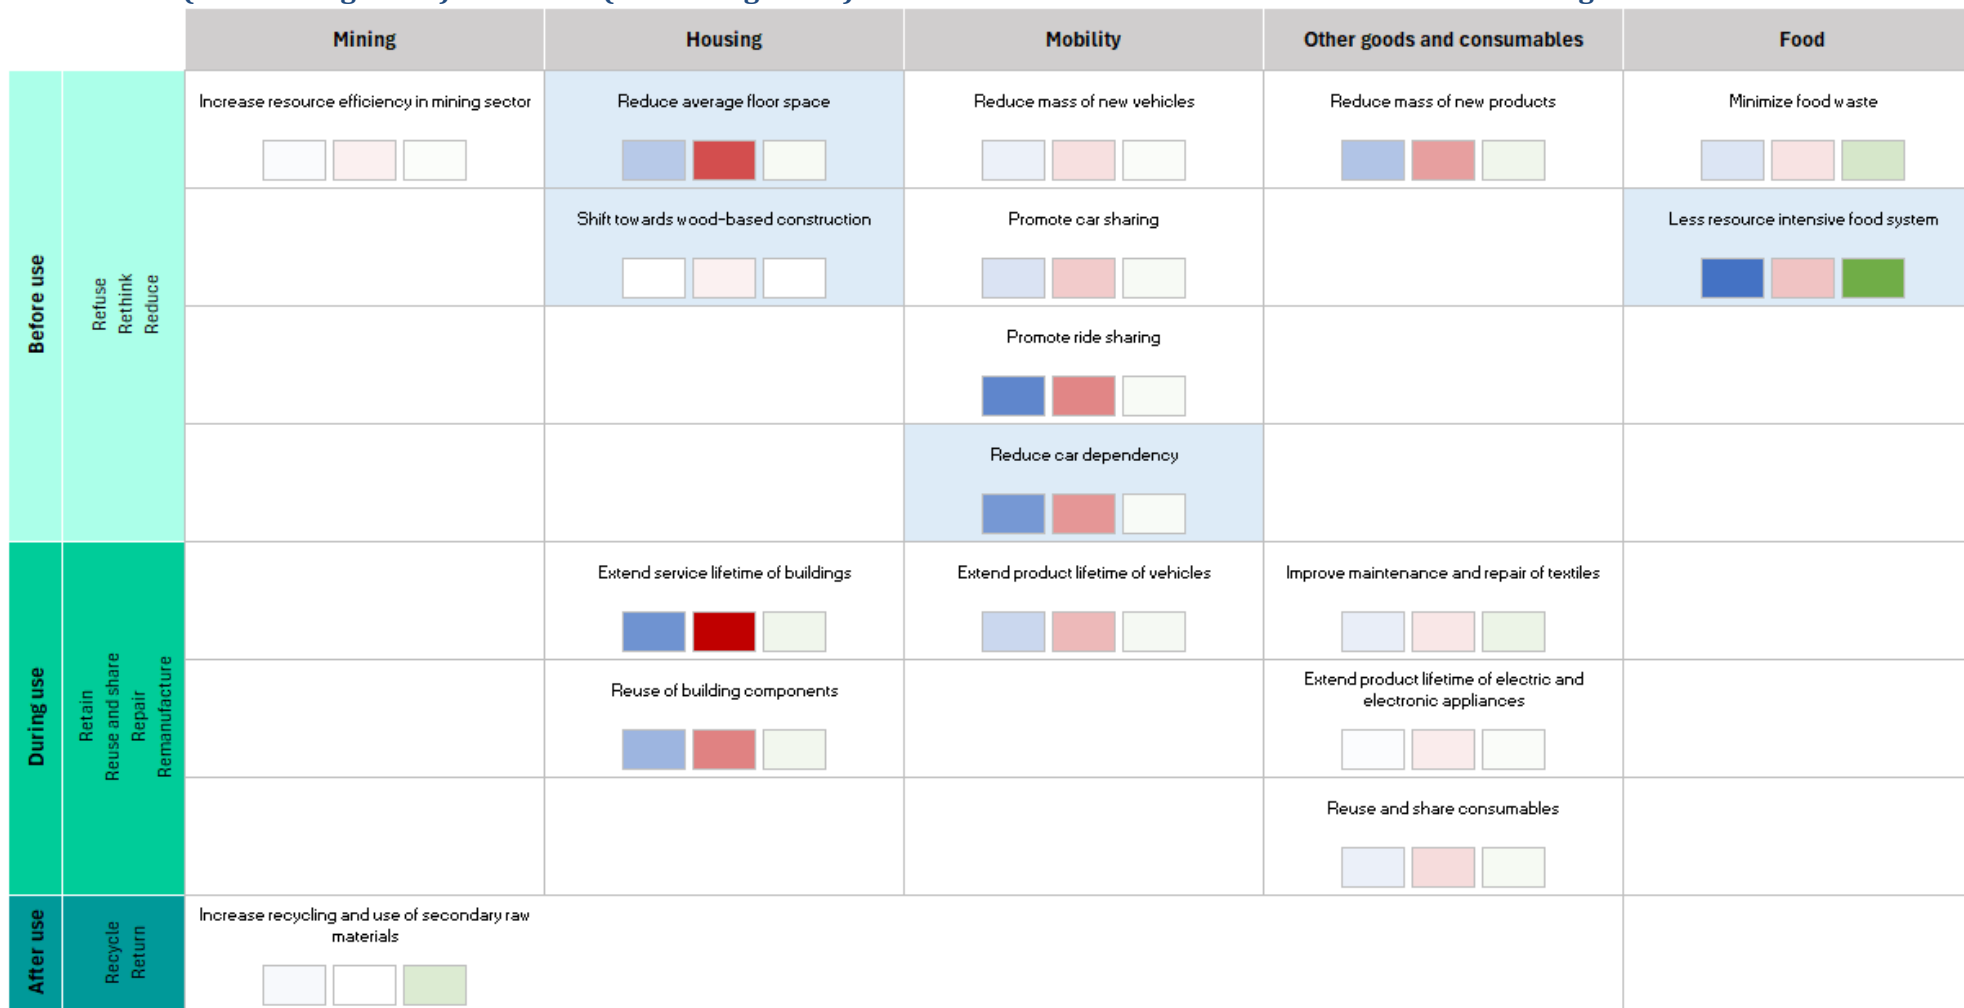 Mining
Housing
Mobility
Other goods and consumables
Food
Before use
Refuse
Rethink
Reduce
Increase resource efficiency in mining sector
Reduce average floor space
Reduce mass of new vehicles
Reduce mass of new products
Minimize food waste
Shift towards wood-based construction
Promote car sharing
Less resource intensive food system
Promote ride sharing
Reduce car dependency
During use
Retain
Reuse and share
Repair
Remanufacture
Extend service lifetime of buildings
Extend product lifetime of vehicles
Improve maintenance and repair of textiles
Reuse of building components
Extend product lifetime of electric and
electronic appliances
Reuse and share consumables
After use
Recycle
Return
Increase recycling and use of secondary raw
materials